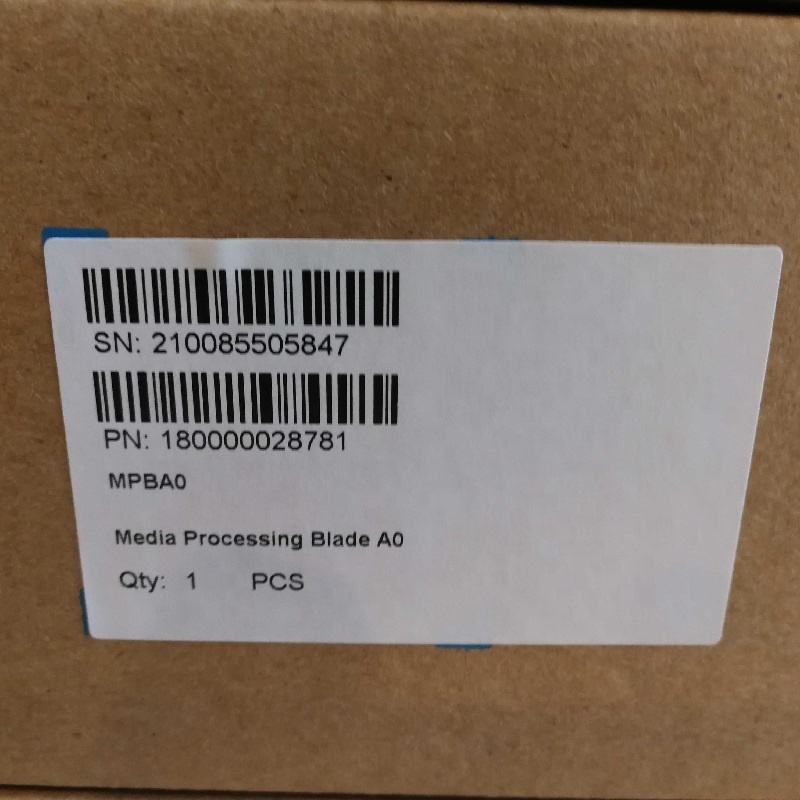 SN: 210085505847
PN: 180000028781
MPBA0
Media Processing Blade A0
Qty: 1 PCS